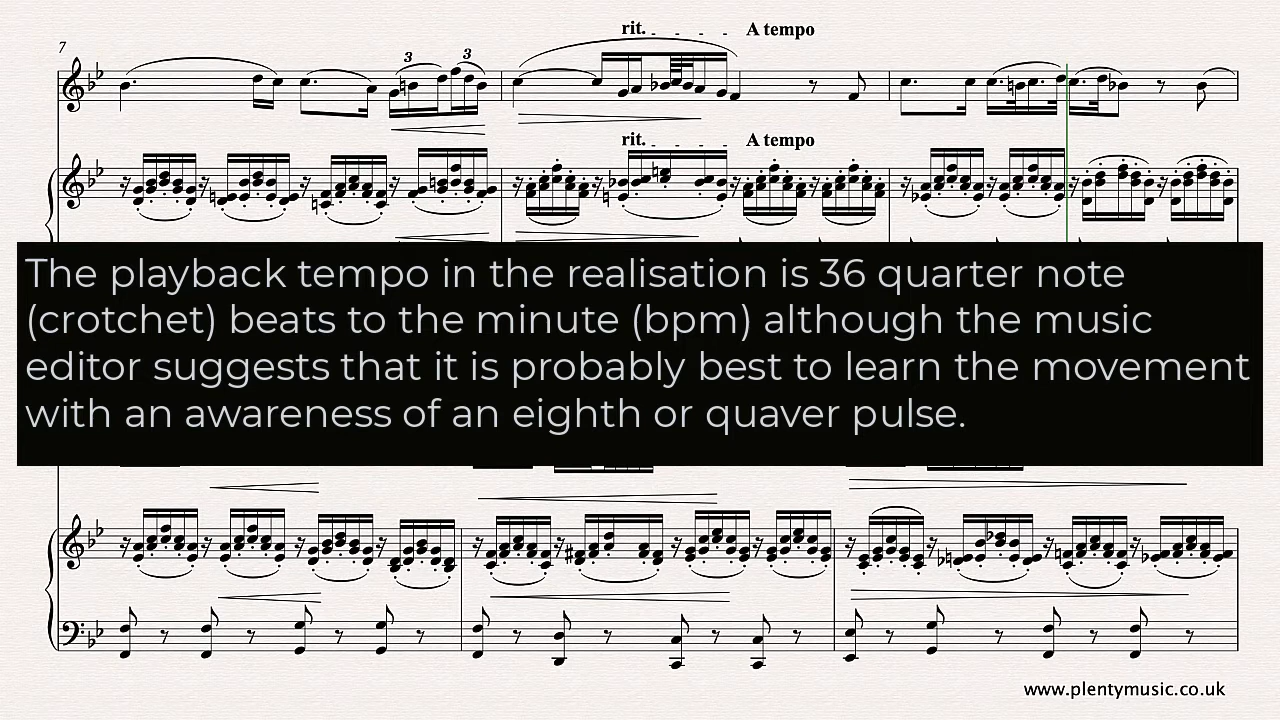 7
rit. A tempo
3 3
rit. A tempo
The playback tempo in the realisation is 36 quarter note
(crotchet) beats to the minute (bpm) although the music
editor suggests that it is probably best to learn the movement
with an awareness of an eighth or quaver pulse.
www.plentymusic.co.uk